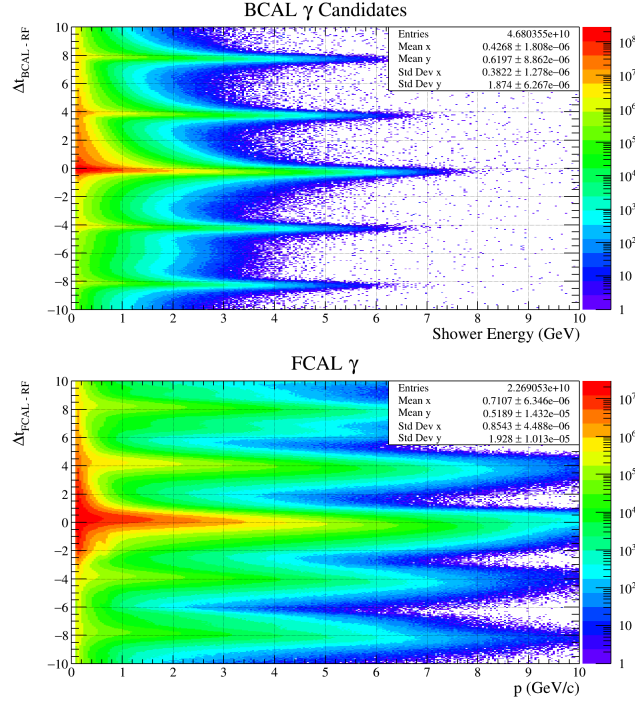 BCAL γ Candidates
Δt BCAL - RF
Entries 4.680355e+10
Mean x 0.4268 ± 1.808e−06
Mean y 0.6197 ± 8.862e−06
Std Dev x 0.3822 ± 1.278e−06
Std Dev y 1.874 ± 6.267e−06
10
8
6
4
2
0
−2
−4
−6
−8
−10
0 1 2 3 4 5 6 7 8 9 10
Shower Energy (GeV)
10^8
10^7
10^6
10^5
10^4
10^3
10^2
10
1
FCAL γ
Δt FCAL - RF
Entries 2.269053e+10
Mean x 0.7107 ± 6.346e−06
Mean y 0.5189 ± 1.432e−05
Std Dev x 0.8543 ± 4.488e−06
Std Dev y 1.928 ± 1.013e−05
10
8
6
4
2
0
−2
−4
−6
−8
−10
0 1 2 3 4 5 6 7 8 9 10
p (GeV/c)
10^7
10^6
10^5
10^4
10^3
10^2
10
1